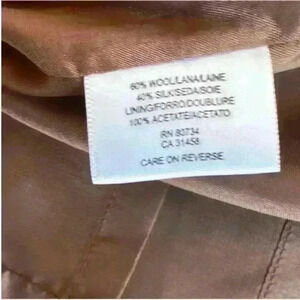 60% WOOL/LANA/LAINE
40% SILK/SEDA/SOIE
LINING/FORRO/DOUBLURE
100% ACETATE/ACETATO
RN 80734
CA 31458
CARE ON REVERSE